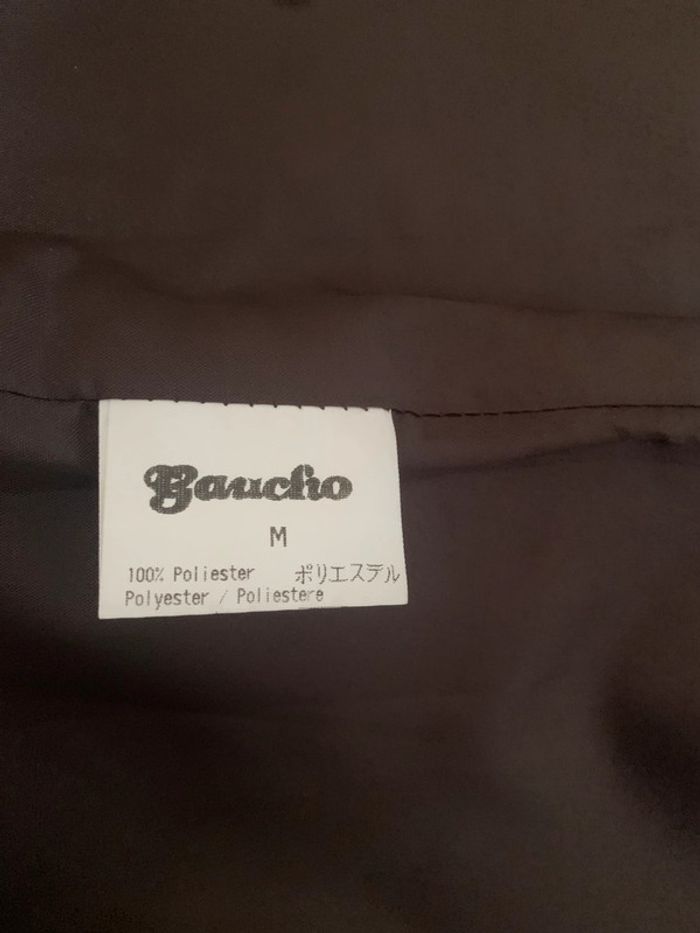 Gaucho
M
100% Poliester ポリエステル
Polyester / Poliestere